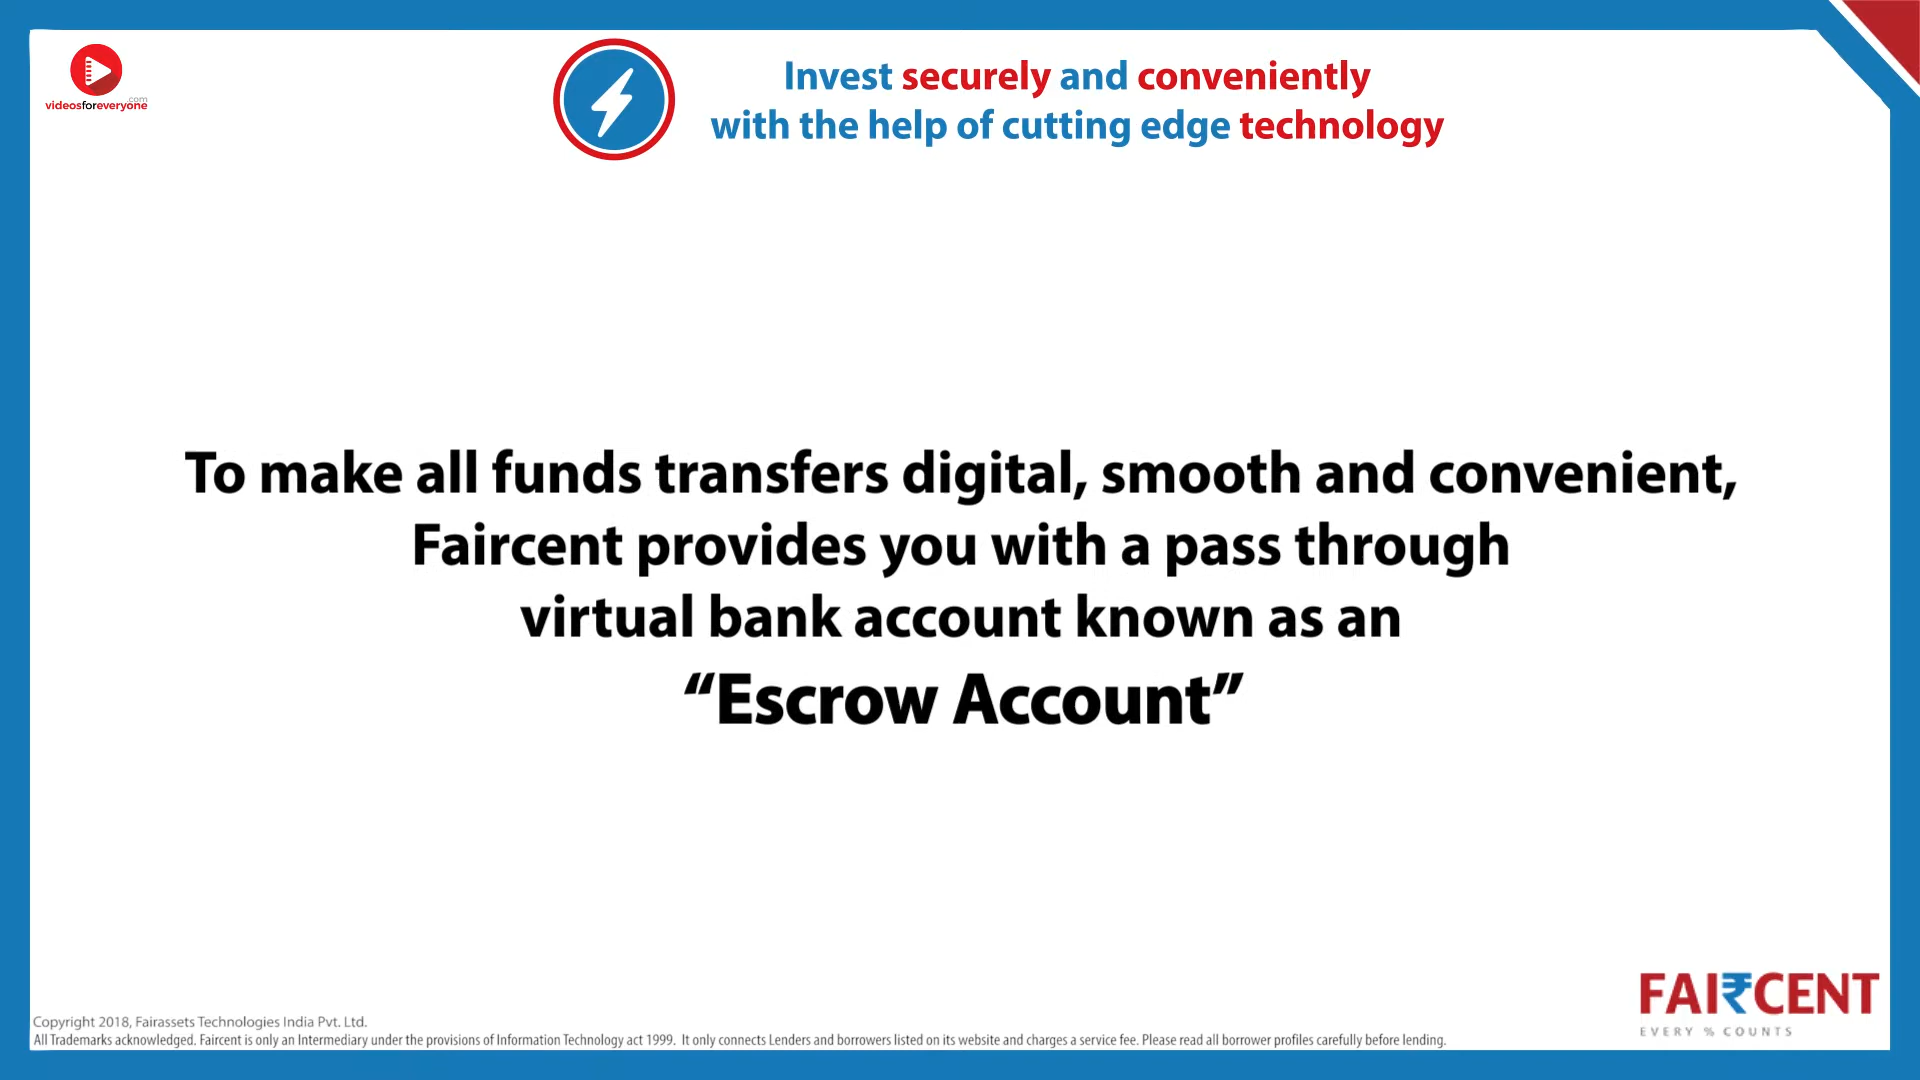 .com
videosforeveryone
Invest securely and conveniently
with the help of cutting edge technology
To make all funds transfers digital, smooth and convenient,
Faircent provides you with a pass through
virtual bank account known as an
“Escrow Account”
FAI₹CENT
EVERY % COUNTS
Copyright 2018, Fairassets Technologies India Pvt. Ltd.
All Trademarks acknowledged. Faircent is only an Intermediary under the provisions of Information Technology act 1999. It only connects Lenders and borrowers listed on its website and charges a service fee. Please read all borrower profiles carefully before lending.